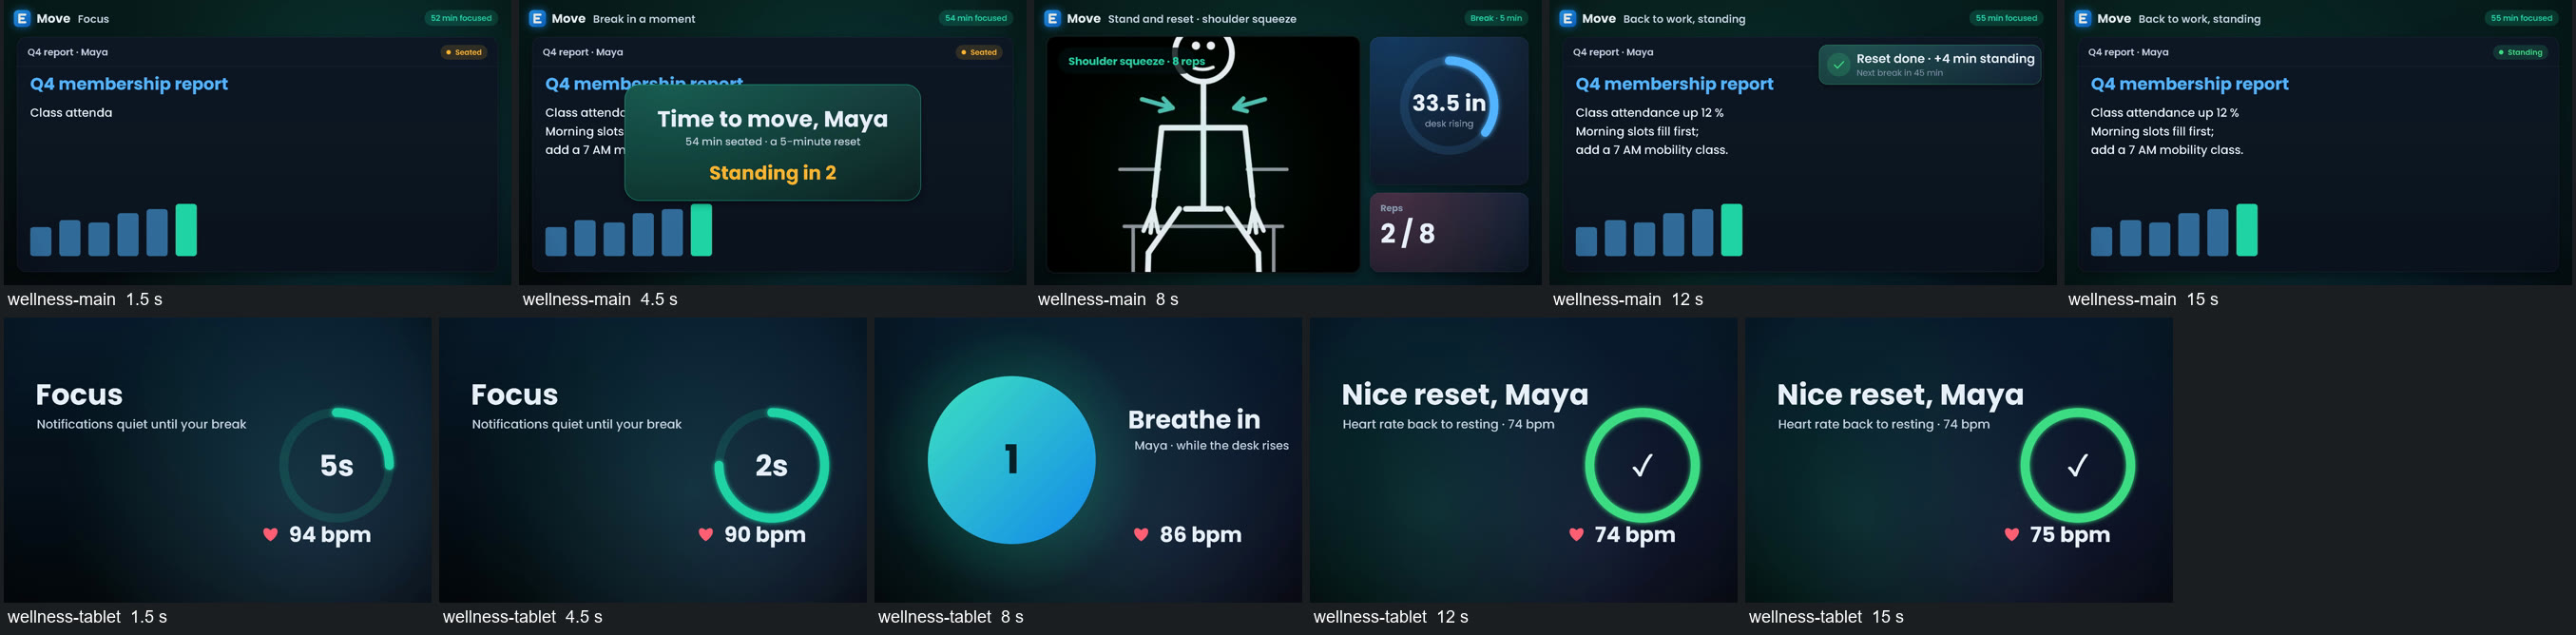 E Move Focus 52 min focused
Q4 report · Maya Seated
Q4 membership report
Class attenda
wellness-main 1.5 s
E Move Break in a moment 54 min focused
Q4 report · Maya Seated
Q4 membership report
Class attend
Morning slots
add a 7 AM m
Time to move, Maya
54 min seated · a 5-minute reset
Standing in 2
wellness-main 4.5 s
E Move Stand and reset · shoulder squeeze Break · 5 min
Shoulder squeeze · 8 reps
33.5 in
desk rising
Reps
2 / 8
wellness-main 8 s
E Move Back to work, standing 55 min focused
Q4 report · Maya
Reset done · +4 min standing
Next break in 45 min
Q4 membership report
Class attendance up 12 %
Morning slots fill first;
add a 7 AM mobility class.
wellness-main 12 s
E Move Back to work, standing 55 min focused
Q4 report · Maya Standing
Q4 membership report
Class attendance up 12 %
Morning slots fill first;
add a 7 AM mobility class.
wellness-main 15 s
Focus
Notifications quiet until your break
5s
94 bpm
wellness-tablet 1.5 s
Focus
Notifications quiet until your break
2s
90 bpm
wellness-tablet 4.5 s
1
Breathe in
Maya · while the desk rises
86 bpm
wellness-tablet 8 s
Nice reset, Maya
Heart rate back to resting · 74 bpm
✓
74 bpm
wellness-tablet 12 s
Nice reset, Maya
Heart rate back to resting · 74 bpm
✓
75 bpm
wellness-tablet 15 s